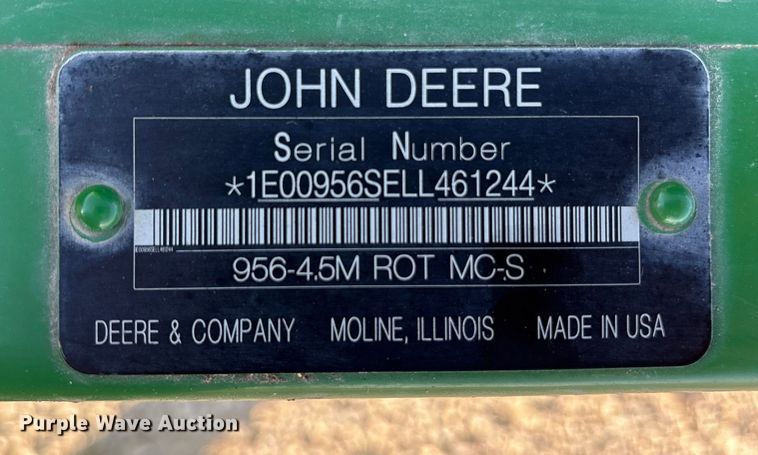 JOHN DEERE
Serial Number
*1E00956SELL461244*
1E00956SELL461244
956-4.5M ROT MC-S
DEERE & COMPANY MOLINE, ILLINOIS MADE IN USA
Purple Wave Auction